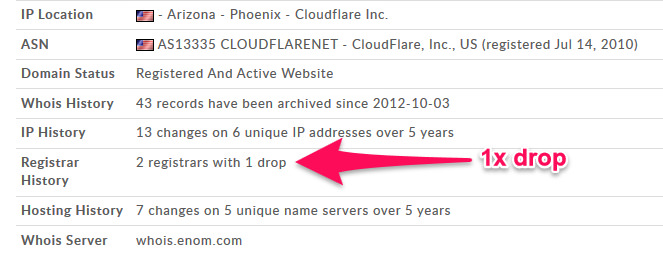 IP Location - Arizona - Phoenix - Cloudflare Inc.
ASN AS13335 CLOUDFLARENET - CloudFlare, Inc., US (registered Jul 14, 2010)
Domain Status Registered And Active Website
Whois History 43 records have been archived since 2012-10-03
IP History 13 changes on 6 unique IP addresses over 5 years
Registrar 2 registrars with 1 drop 1x drop
History
Hosting History 7 changes on 5 unique name servers over 5 years
Whois Server whois.enom.com